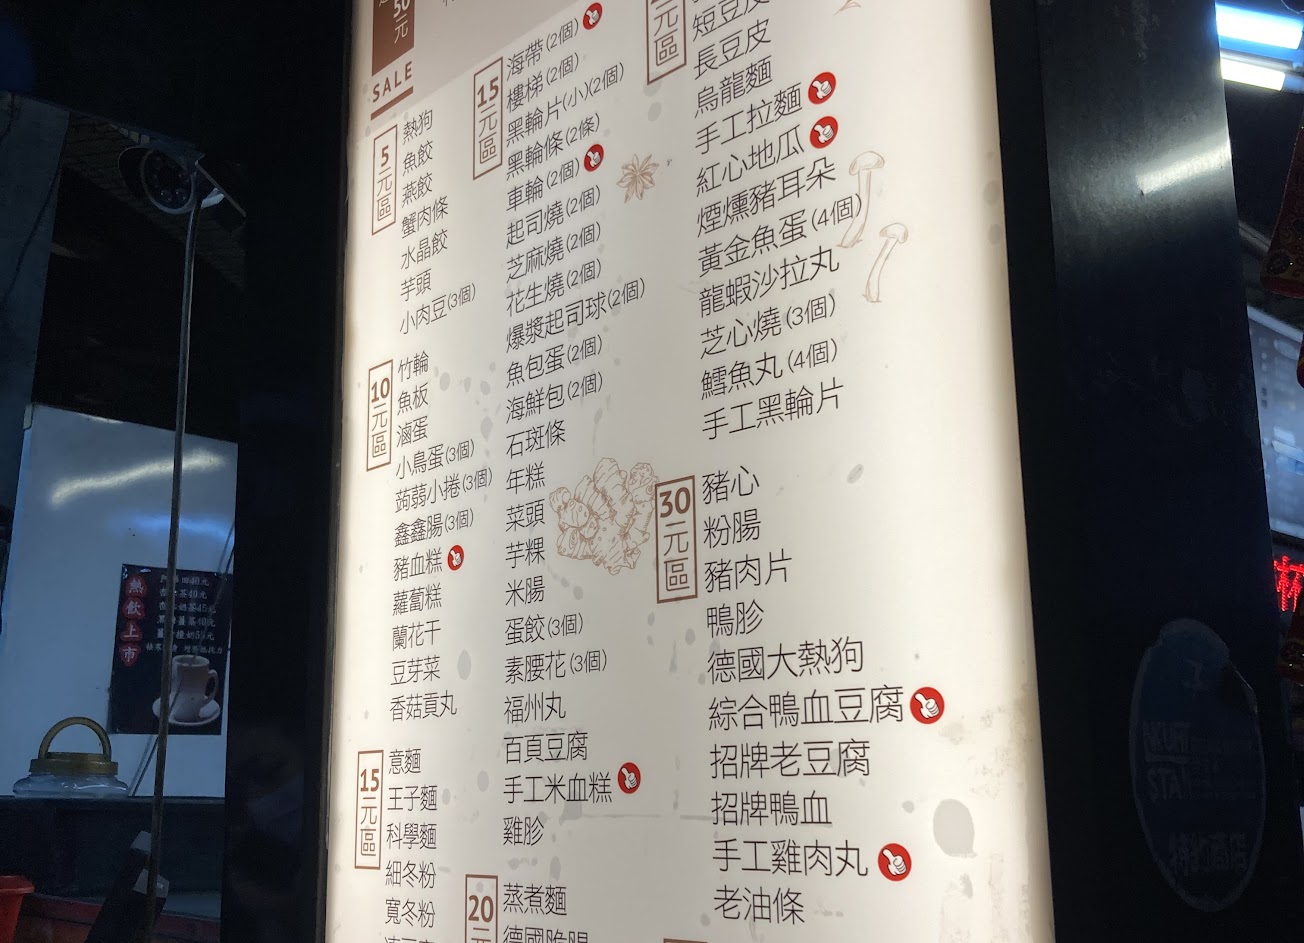 50元
SALE
5元區
熱狗
魚餃
燕餃
蟹肉條
水晶餃
芋頭
小肉豆(3個)
10元區
竹輪
魚板
滷蛋
小鳥蛋(3個)
蒟蒻小捲(3個)
鑫鑫腸(3個)
豬血糕
蘿蔔糕
蘭花干
豆芽菜
香菇貢丸
15元區
意麵
王子麵
科學麵
細冬粉
寬冬粉
15元區
海帶(2個)
樓梯(2個)
黑輪片(小)(2個)
黑輪條(2條)
車輪(2個)
起司燒(2個)
芝麻燒(2個)
花生燒(2個)
爆漿起司球(2個)
魚包蛋(2個)
海鮮包(2個)
石斑條
年糕
菜頭
芋粿
米腸
蛋餃(3個)
素腰花(3個)
福州丸
百頁豆腐
手工米血糕
雞胗
20元
蒸煮麵
德國脆腸
元區
短豆皮
長豆皮
烏龍麵
手工拉麵
紅心地瓜
煙燻豬耳朵
黃金魚蛋(4個)
龍蝦沙拉丸
芝心燒(3個)
鱈魚丸(4個)
手工黑輪片
30元區
豬心
粉腸
豬肉片
鴨胗
德國大熱狗
綜合鴨血豆腐
招牌老豆腐
招牌鴨血
手工雞肉丸
老油條
熱飲上市
杯
特約商店